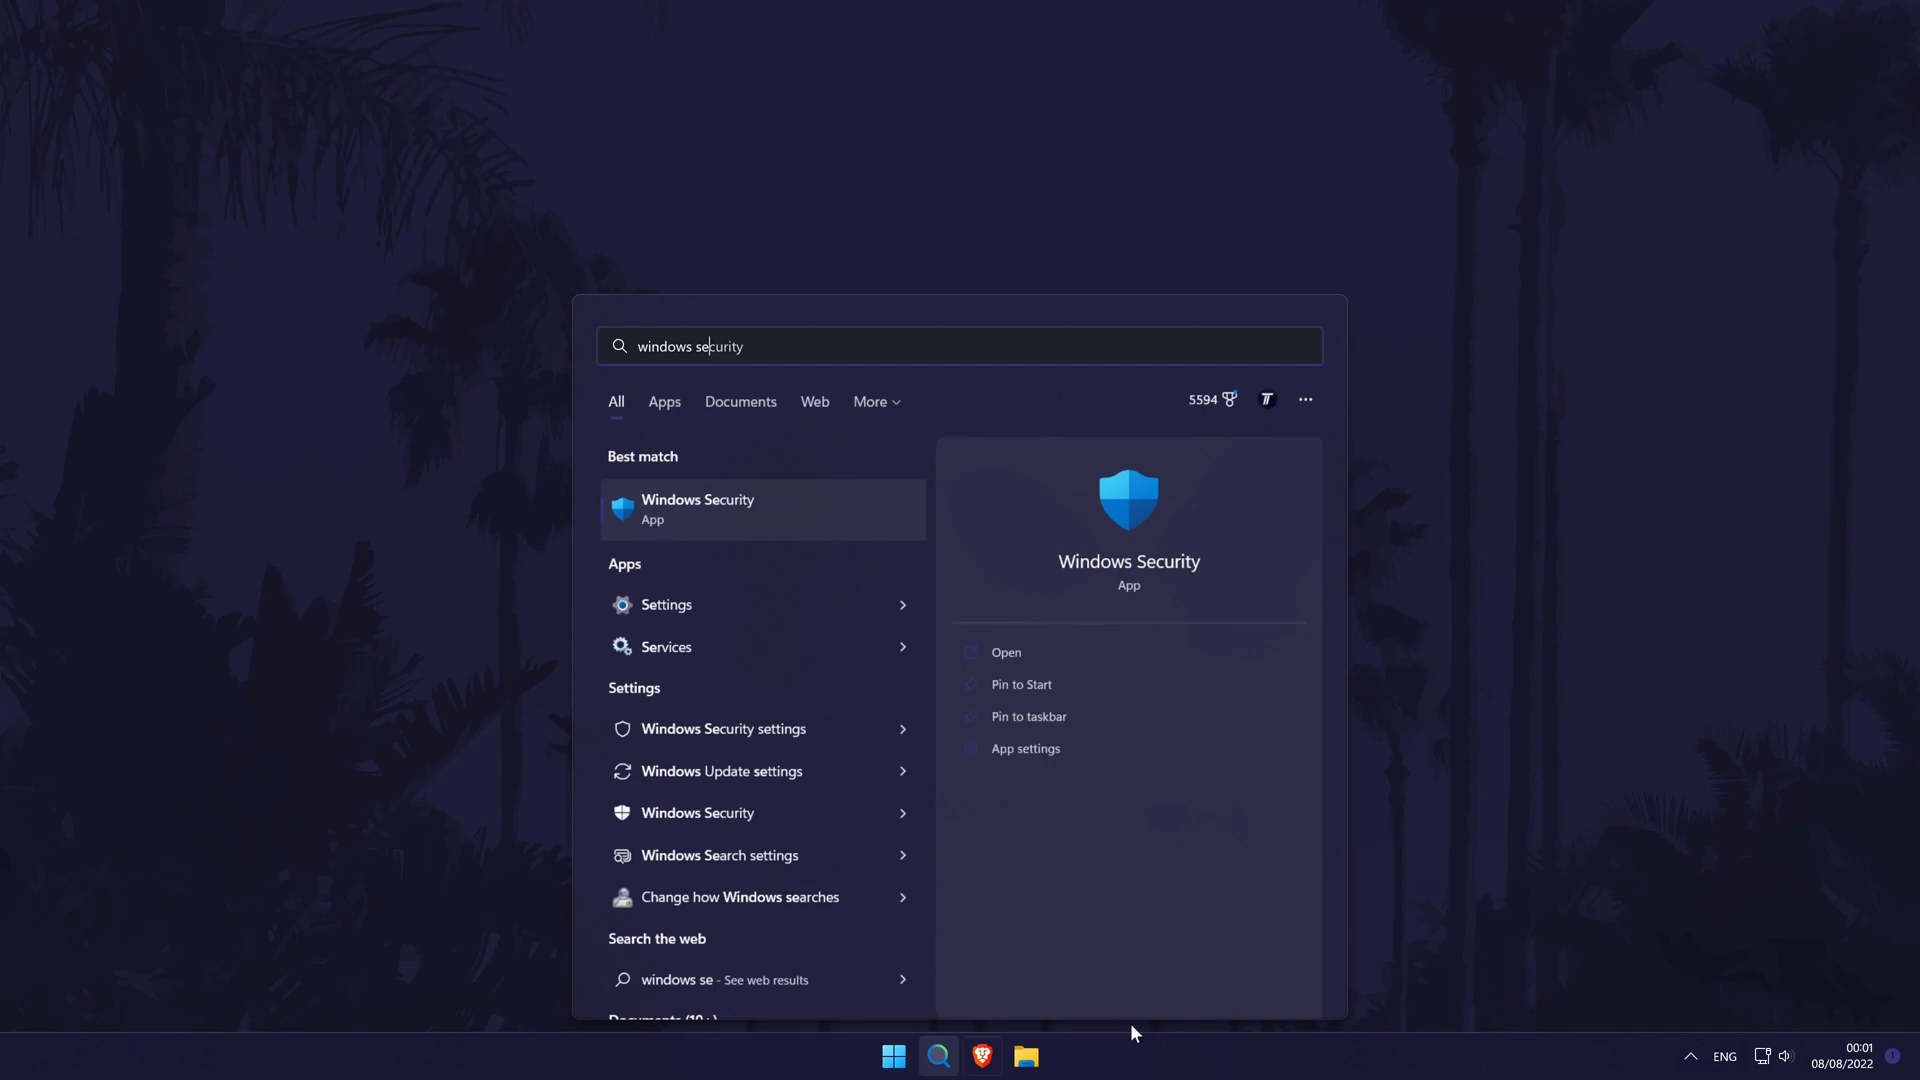 windows security
All Apps Documents Web More
5594
Best match
Windows Security
App
Apps
Settings
Services
Settings
Windows Security settings
Windows Update settings
Windows Security
Windows Search settings
Change how Windows searches
Search the web
windows se - See web results
Documents (10+)
Windows Security
App
Open
Pin to Start
Pin to taskbar
App settings
ENG
00:01
08/08/2022
1